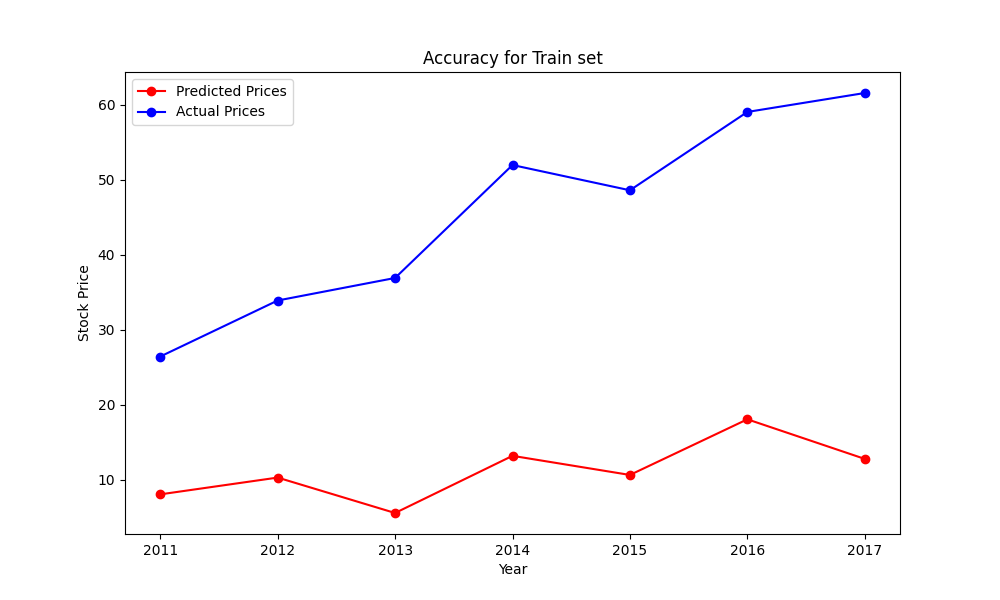 Accuracy for Train set
Predicted Prices
Actual Prices
Stock Price
60
50
40
30
20
10
2011 2012 2013 2014 2015 2016 2017
Year